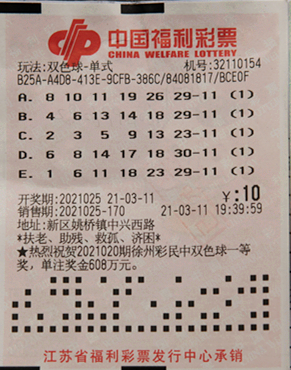 中国福利彩票
CHINA WELFARE LOTTERY
玩法:双色球-单式 机号:32110154
B25A-A4D8-413E-9CFB-386C/84081817/BCE0F
A. 8 10 11 19 26 29-11 (1)
B. 4 6 13 14 18 29-11 (1)
C. 2 3 5 9 13 29-11 (1)
D. 6 8 14 17 18 30-11 (1)
E. 1 6 8 11 23 29-11 (1)
开奖期:2021025 21-03-11 ¥:10
销售期:2021025-170 21-03-11 19:39:59
地址:新区姚桥镇中兴西路
*扶老、助残、救孤、济困*
★热烈祝贺2021020期徐州彩民中双色球一等
奖,单注奖金608万元。
江苏省福利彩票发行中心承销